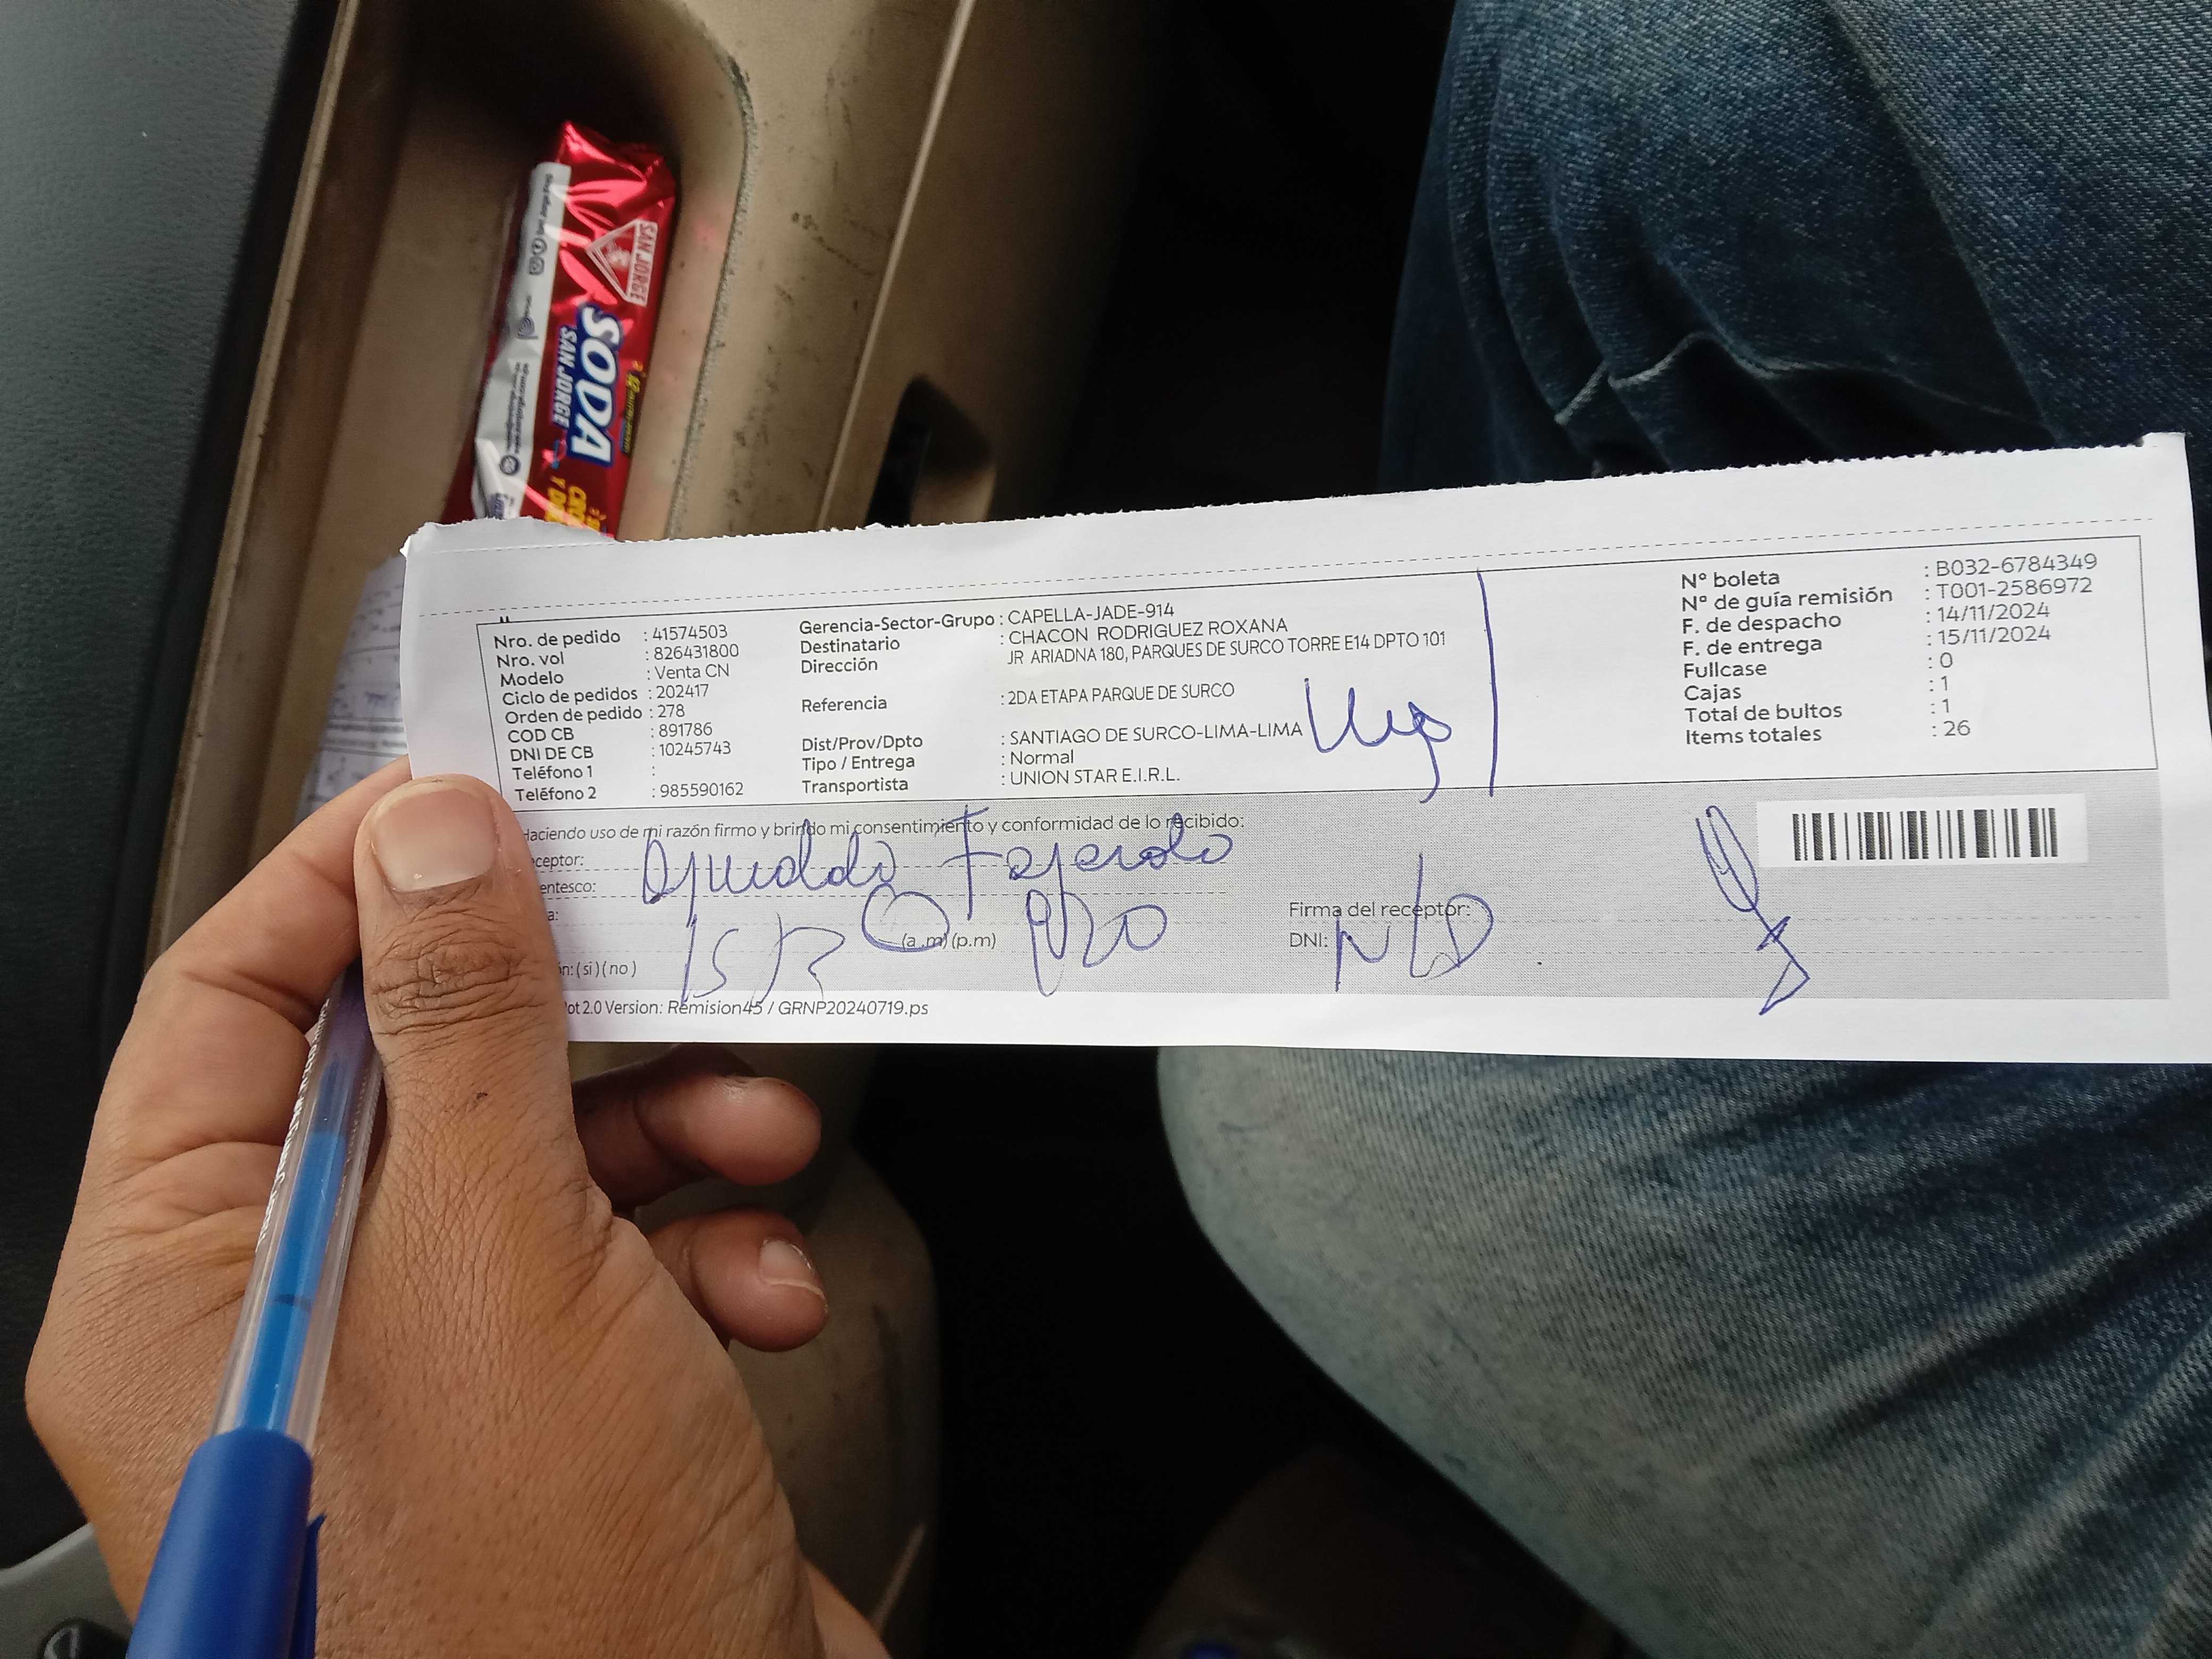 SAN JORGE
SODA
SAN JORGE
Nro. de pedido : 41574503
Nro. vol : 826431800
Modelo : Venta CN
Ciclo de pedidos : 202417
Orden de pedido : 278
COD CB : 891786
DNI DE CB : 10245743
Teléfono 1 :
Teléfono 2 : 985590162
Gerencia-Sector-Grupo : CAPELLA-JADE-914
Destinatario : CHACON RODRIGUEZ ROXANA
Dirección JR ARIADNA 180, PARQUES DE SURCO TORRE E14 DPTO 101
Referencia : 2DA ETAPA PARQUE DE SURCO
Dist/Prov/Dpto : SANTIAGO DE SURCO-LIMA-LIMA
Tipo / Entrega : Normal
Transportista : UNION STAR E.I.R.L.
N° boleta : B032-6784349
N° de guía remisión : T001-2586972
F. de despacho : 14/11/2024
F. de entrega : 15/11/2024
Fullcase : 0
Cajas : 1
Total de bultos : 1
Items totales : 26
Haciendo uso de mi razón firmo y brindo mi consentimiento y conformidad de lo recibido:
ceptor:
entesco:
a:
(a.m) (p.m)
Firma del receptor:
DNI:
n: (si) (no)
ot 2.0 Version: Remision45 / GRNP20240719.ps